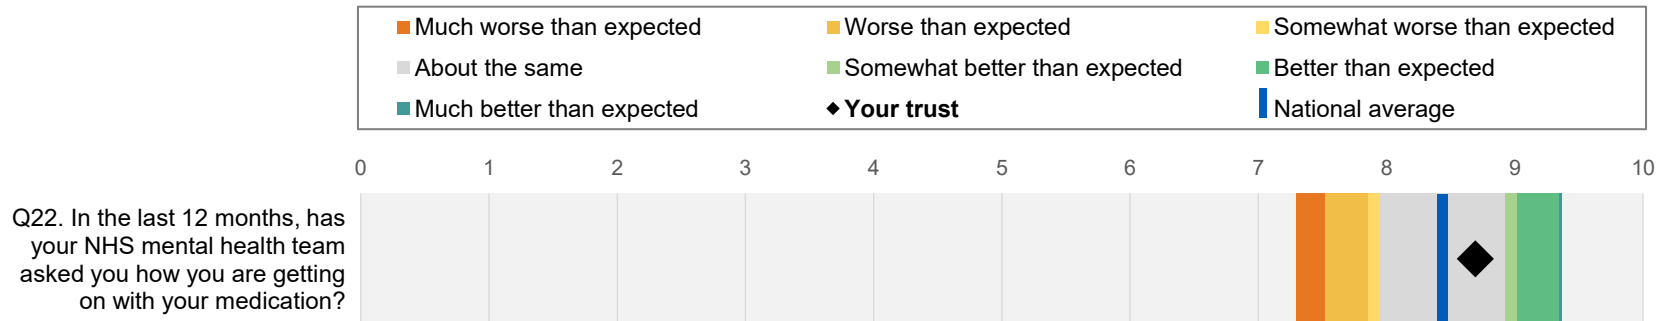 Much worse than expected
Worse than expected
Somewhat worse than expected
About the same
Somewhat better than expected
Better than expected
Much better than expected
Your trust
National average
0 1 2 3 4 5 6 7 8 9 10
Q22. In the last 12 months, has
your NHS mental health team
asked you how you are getting
on with your medication?